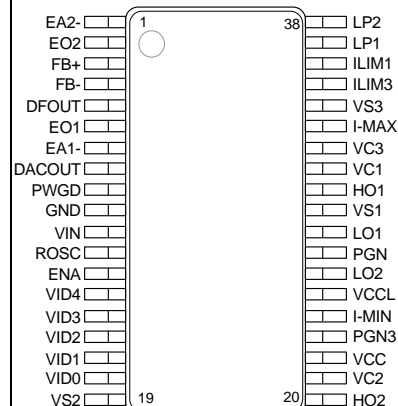 EA2- 1 38 LP2
EO2 LP1
FB+ ILIM1
FB- ILIM3
DFOUT VS3
EO1 I-MAX
EA1- VC3
DACOUT VC1
PWGD HO1
GND VS1
VIN LO1
ROSC PGN
ENA LO2
VID4 VCCL
VID3 I-MIN
VID2 PGN3
VID1 VCC
VID0 VC2
VS2 19 20 HO2